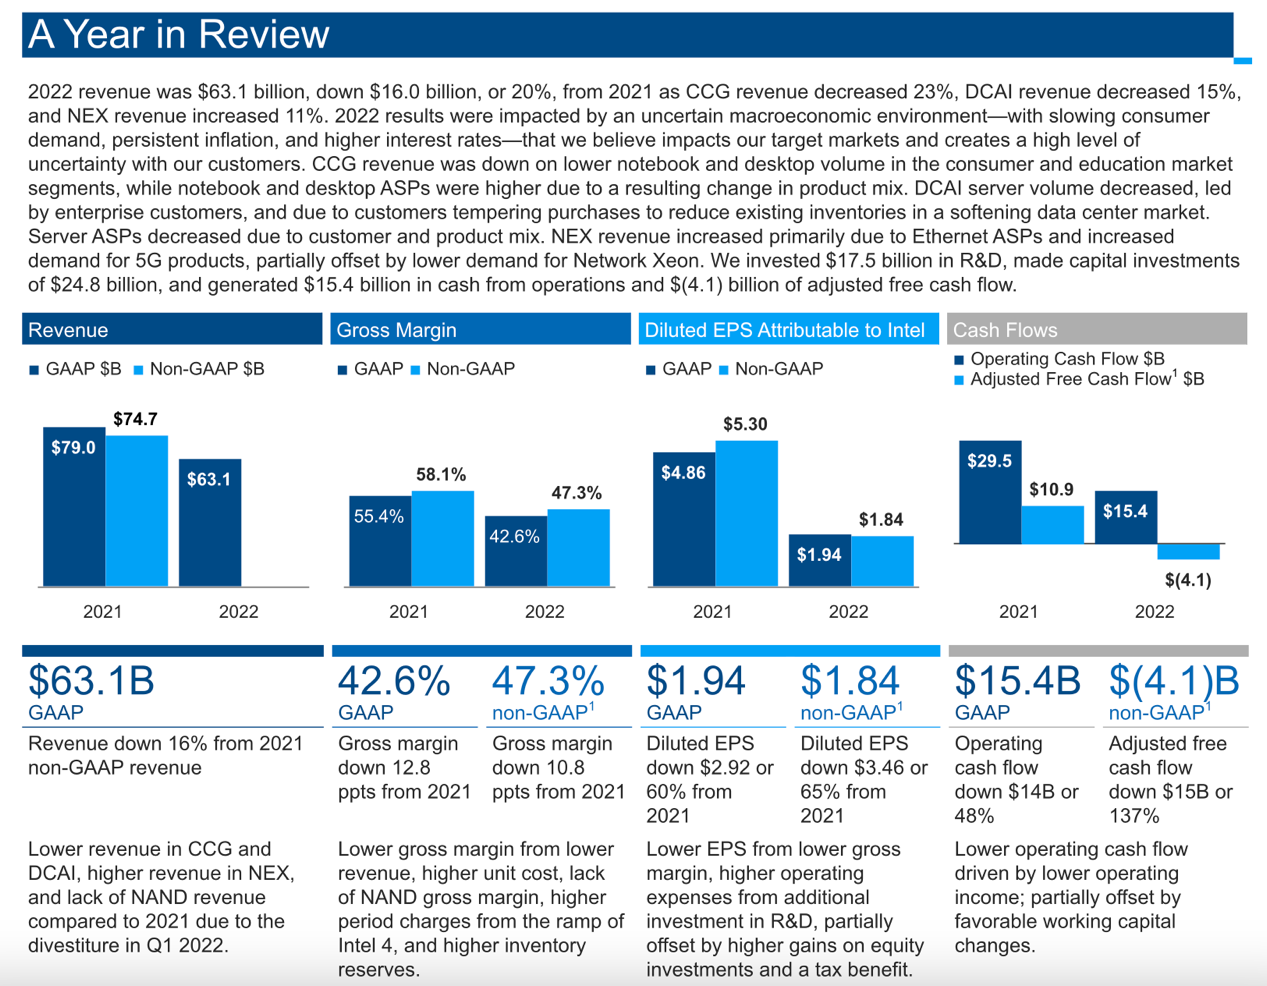 A Year in Review
2022 revenue was $63.1 billion, down $16.0 billion, or 20%, from 2021 as CCG revenue decreased 23%, DCAI revenue decreased 15%,
and NEX revenue increased 11%. 2022 results were impacted by an uncertain macroeconomic environment—with slowing consumer
demand, persistent inflation, and higher interest rates—that we believe impacts our target markets and creates a high level of
uncertainty with our customers. CCG revenue was down on lower notebook and desktop volume in the consumer and education market
segments, while notebook and desktop ASPs were higher due to a resulting change in product mix. DCAI server volume decreased, led
by enterprise customers, and due to customers tempering purchases to reduce existing inventories in a softening data center market.
Server ASPs decreased due to customer and product mix. NEX revenue increased primarily due to Ethernet ASPs and increased
demand for 5G products, partially offset by lower demand for Network Xeon. We invested $17.5 billion in R&D, made capital investments
of $24.8 billion, and generated $15.4 billion in cash from operations and $(4.1) billion of adjusted free cash flow.
Revenue
GAAP $B Non-GAAP $B
$79.0
$74.7
$63.1
2021 2022
Gross Margin
GAAP Non-GAAP
55.4%
58.1%
42.6%
47.3%
2021 2022
Diluted EPS Attributable to Intel
GAAP Non-GAAP
$4.86
$5.30
$1.94
$1.84
2021 2022
Cash Flows
Operating Cash Flow $B
Adjusted Free Cash Flow¹ $B
$29.5
$10.9
$15.4
$(4.1)
2021 2022
$63.1B
GAAP
Revenue down 16% from 2021
non-GAAP revenue
Lower revenue in CCG and
DCAI, higher revenue in NEX,
and lack of NAND revenue
compared to 2021 due to the
divestiture in Q1 2022.
42.6%
GAAP
Gross margin
down 12.8
ppts from 2021
47.3%
non-GAAP¹
Gross margin
down 10.8
ppts from 2021
Lower gross margin from lower
revenue, higher unit cost, lack
of NAND gross margin, higher
period charges from the ramp of
Intel 4, and higher inventory
reserves.
$1.94
GAAP
Diluted EPS
down $2.92 or
60% from
2021
$1.84
non-GAAP¹
Diluted EPS
down $3.46 or
65% from
2021
Lower EPS from lower gross
margin, higher operating
expenses from additional
investment in R&D, partially
offset by higher gains on equity
investments and a tax benefit.
$15.4B
GAAP
Operating
cash flow
down $14B or
48%
$(4.1)B
non-GAAP¹
Adjusted free
cash flow
down $15B or
137%
Lower operating cash flow
driven by lower operating
income; partially offset by
favorable working capital
changes.